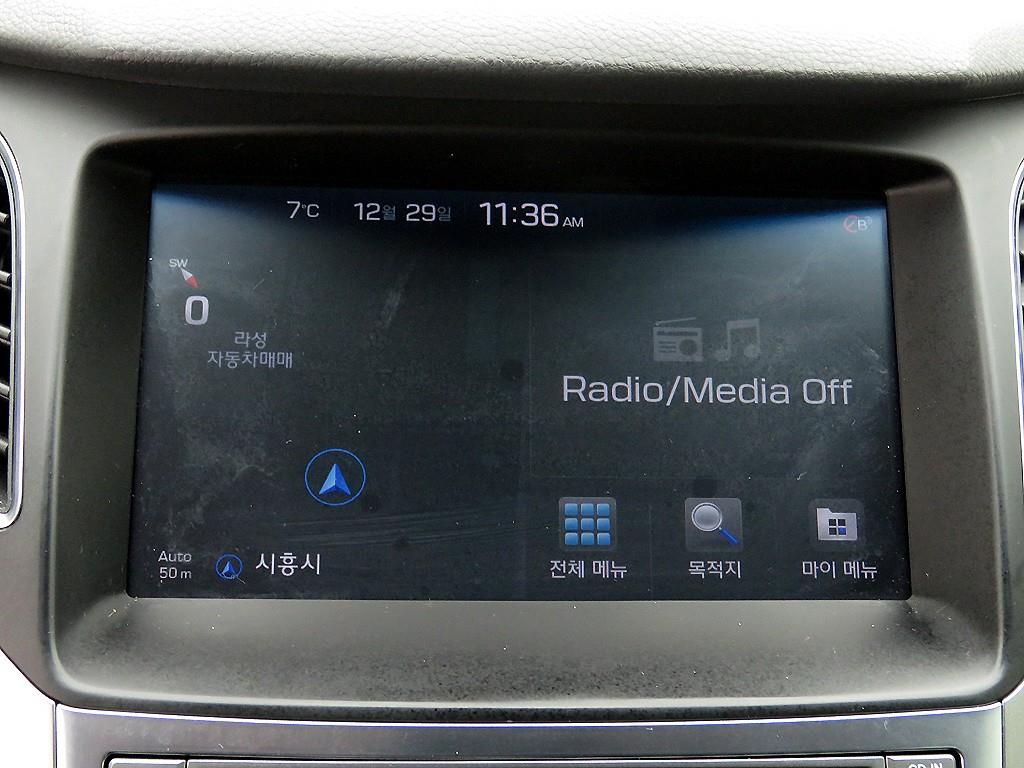 7°C 12월 29일 11:36 AM
B
SW
0
라성
자동차매매
Radio/Media Off
Auto
50 m
시흥시
전체 메뉴 목적지 마이 메뉴